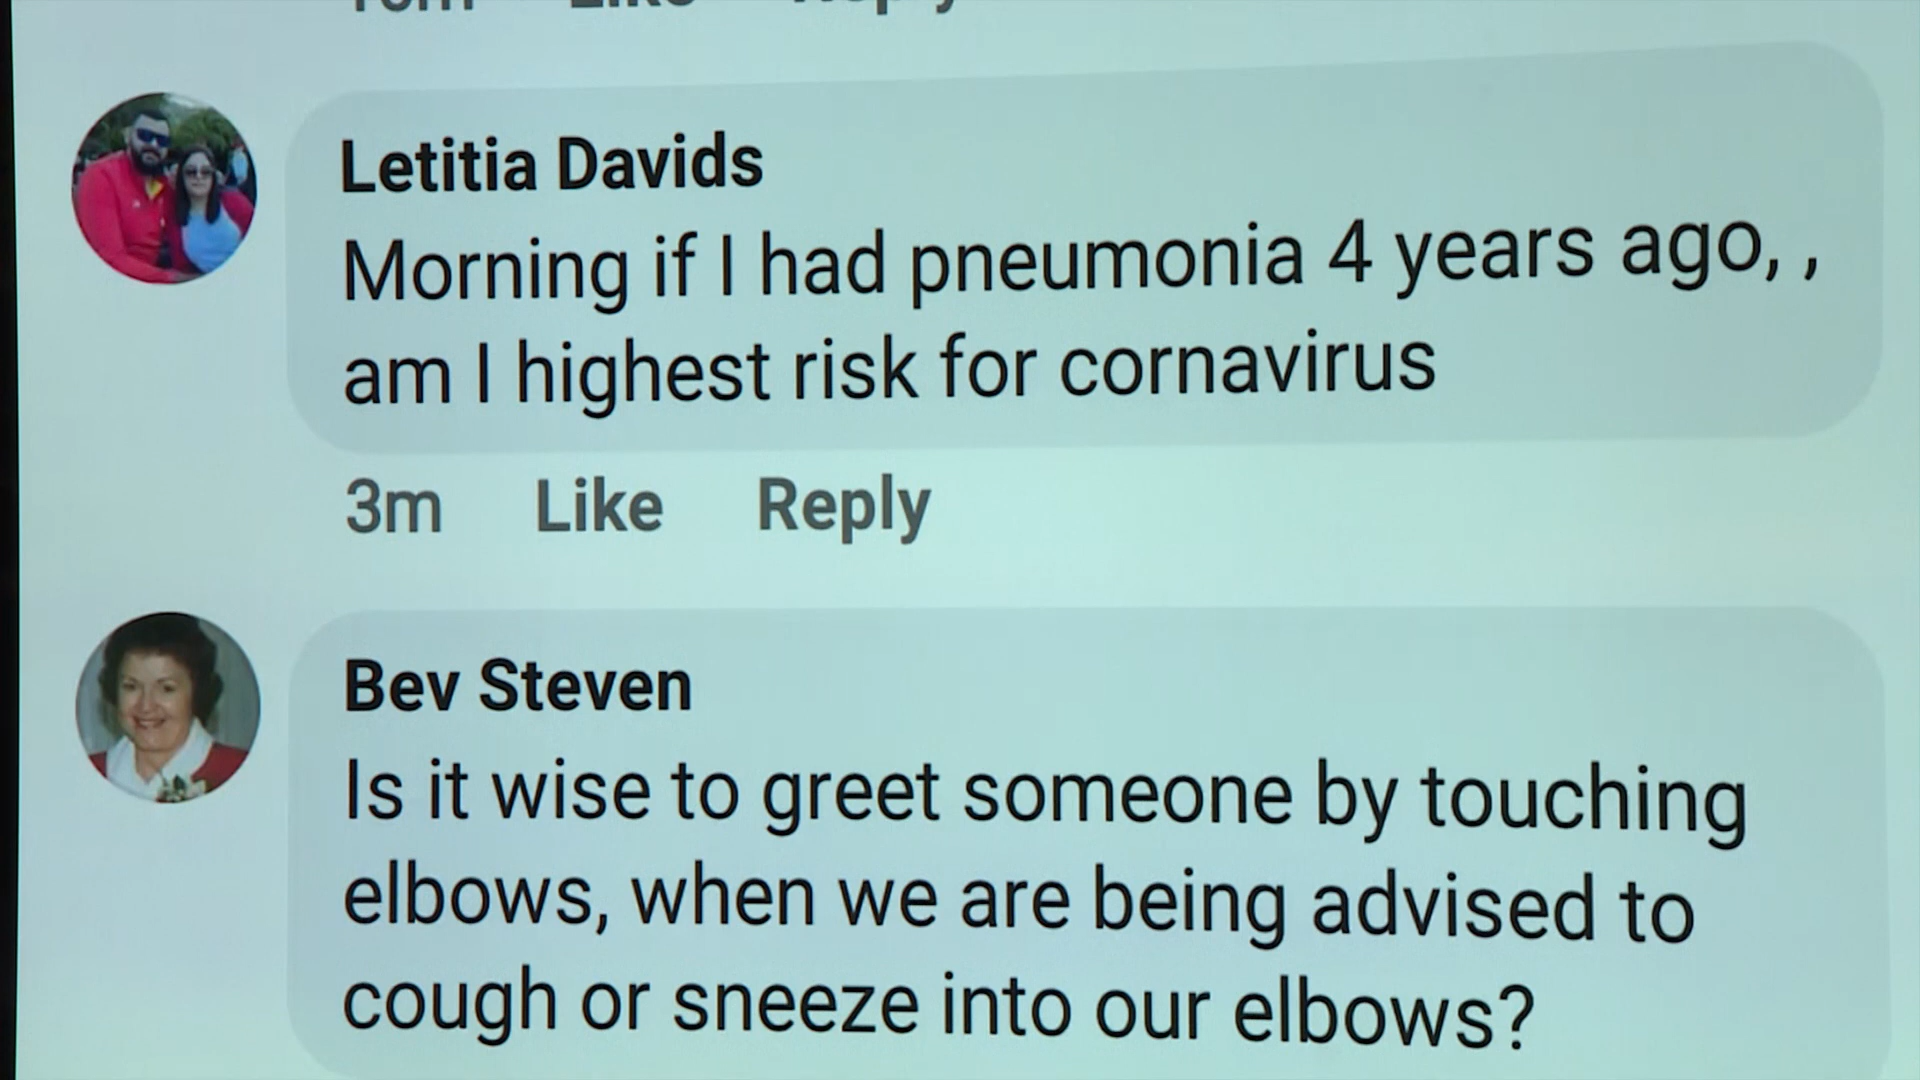 Like Reply
Letitia Davids
Morning if I had pneumonia 4 years ago, ,
am I highest risk for cornavirus
3m Like Reply
Bev Steven
Is it wise to greet someone by touching
elbows, when we are being advised to
cough or sneeze into our elbows?